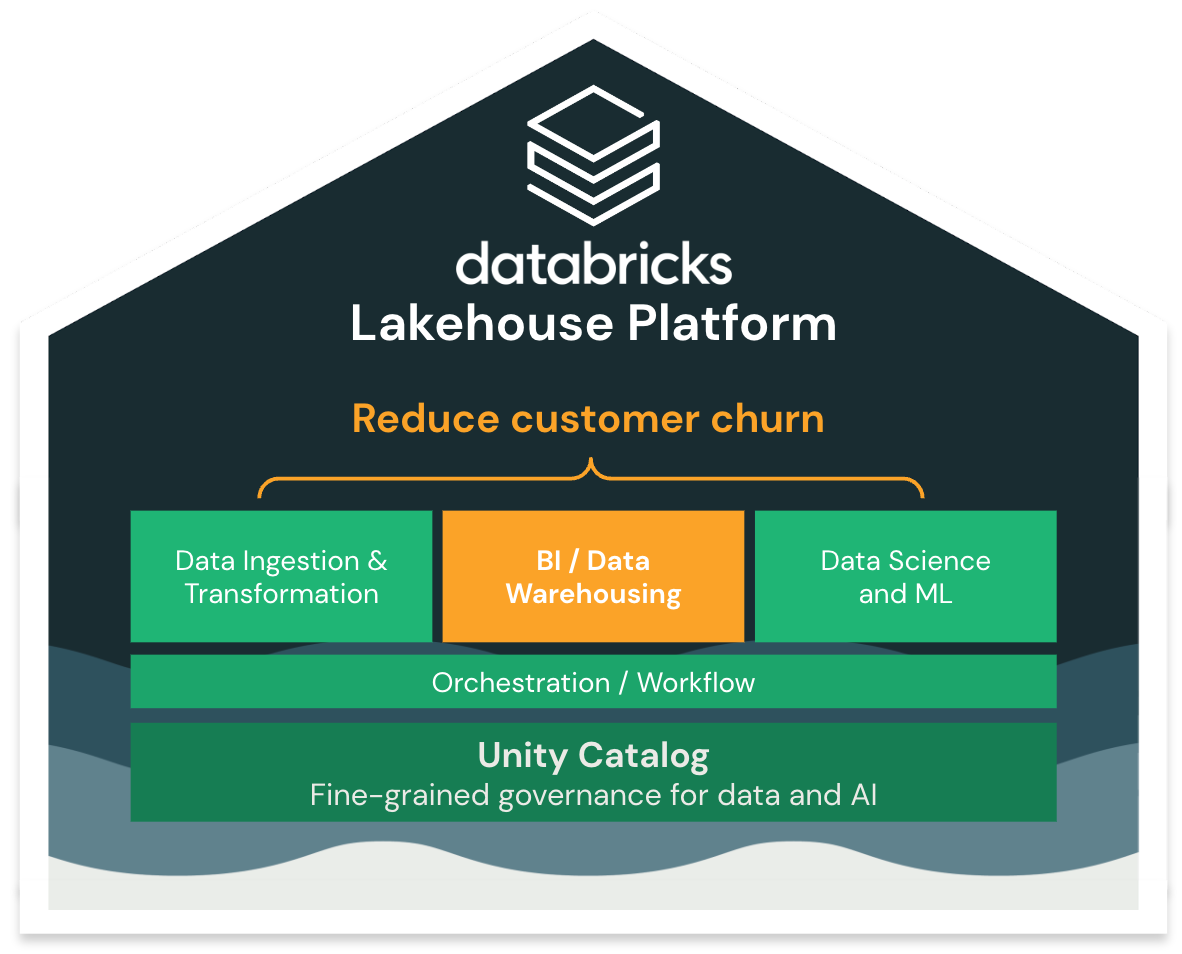 databricks
Lakehouse Platform
Reduce customer churn
Data Ingestion &
Transformation
BI / Data
Warehousing
Data Science
and ML
Orchestration / Workflow
Unity Catalog
Fine-grained governance for data and AI